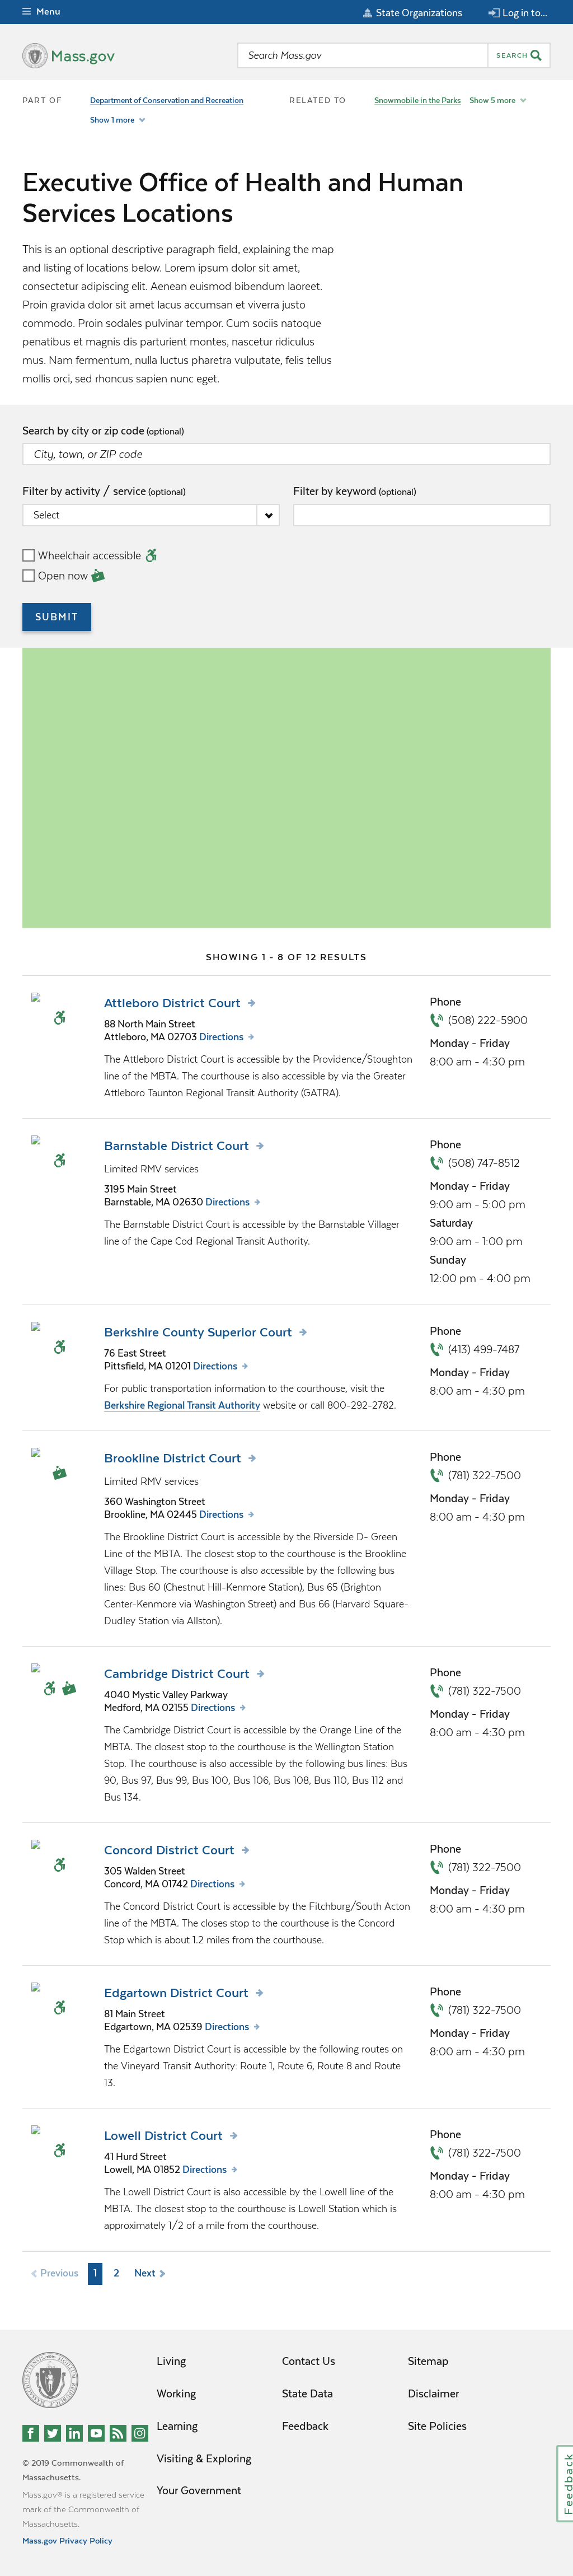 Menu
State Organizations
Log in to...
Mass.gov
Search Mass.gov
SEARCH
PART OF
Department of Conservation and Recreation
Show 1 more
RELATED TO
Snowmobile in the Parks
Show 5 more
Executive Office of Health and Human
Services Locations
This is an optional descriptive paragraph field, explaining the map
and listing of locations below. Lorem ipsum dolor sit amet,
consectetur adipiscing elit. Aenean euismod bibendum laoreet.
Proin gravida dolor sit amet lacus accumsan et viverra justo
commodo. Proin sodales pulvinar tempor. Cum sociis natoque
penatibus et magnis dis parturient montes, nascetur ridiculus
mus. Nam fermentum, nulla luctus pharetra vulputate, felis tellus
mollis orci, sed rhoncus sapien nunc eget.
Search by city or zip code (optional)
City, town, or ZIP code
Filter by activity / service (optional)
Select
Filter by keyword (optional)
Wheelchair accessible
Open now
SUBMIT
SHOWING 1 - 8 OF 12 RESULTS
Attleboro District Court
88 North Main Street
Attleboro, MA 02703 Directions
The Attleboro District Court is accessible by the Providence/Stoughton
line of the MBTA. The courthouse is also accessible by via the Greater
Attleboro Taunton Regional Transit Authority (GATRA).
Phone
(508) 222-5900
Monday - Friday
8:00 am - 4:30 pm
Barnstable District Court
Limited RMV services
3195 Main Street
Barnstable, MA 02630 Directions
The Barnstable District Court is accessible by the Barnstable Villager
line of the Cape Cod Regional Transit Authority.
Phone
(508) 747-8512
Monday - Friday
9:00 am - 5:00 pm
Saturday
9:00 am - 1:00 pm
Sunday
12:00 pm - 4:00 pm
Berkshire County Superior Court
76 East Street
Pittsfield, MA 01201 Directions
For public transportation information to the courthouse, visit the
Berkshire Regional Transit Authority website or call 800-292-2782.
Phone
(413) 499-7487
Monday - Friday
8:00 am - 4:30 pm
Brookline District Court
Limited RMV services
360 Washington Street
Brookline, MA 02445 Directions
The Brookline District Court is accessible by the Riverside D- Green
Line of the MBTA. The closest stop to the courthouse is the Brookline
Village Stop. The courthouse is also accessible by the following bus
lines: Bus 60 (Chestnut Hill-Kenmore Station), Bus 65 (Brighton
Center-Kenmore via Washington Street) and Bus 66 (Harvard Square-
Dudley Station via Allston).
Phone
(781) 322-7500
Monday - Friday
8:00 am - 4:30 pm
Cambridge District Court
4040 Mystic Valley Parkway
Medford, MA 02155 Directions
The Cambridge District Court is accessible by the Orange Line of the
MBTA. The closest stop to the courthouse is the Wellington Station
Stop. The courthouse is also accessible by the following bus lines: Bus
90, Bus 97, Bus 99, Bus 100, Bus 106, Bus 108, Bus 110, Bus 112 and
Bus 134.
Phone
(781) 322-7500
Monday - Friday
8:00 am - 4:30 pm
Concord District Court
305 Walden Street
Concord, MA 01742 Directions
The Concord District Court is accessible by the Fitchburg/South Acton
line of the MBTA. The closes stop to the courthouse is the Concord
Stop which is about 1.2 miles from the courthouse.
Phone
(781) 322-7500
Monday - Friday
8:00 am - 4:30 pm
Edgartown District Court
81 Main Street
Edgartown, MA 02539 Directions
The Edgartown District Court is accessible by the following routes on
the Vineyard Transit Authority: Route 1, Route 6, Route 8 and Route
13.
Phone
(781) 322-7500
Monday - Friday
8:00 am - 4:30 pm
Lowell District Court
41 Hurd Street
Lowell, MA 01852 Directions
The Lowell District Court is also accessible by the Lowell line of the
MBTA. The closest stop to the courthouse is Lowell Station which is
approximately 1/2 of a mile from the courthouse.
Phone
(781) 322-7500
Monday - Friday
8:00 am - 4:30 pm
Previous
1
2
Next
Living
Working
Learning
Visiting & Exploring
Your Government
Contact Us
State Data
Feedback
Sitemap
Disclaimer
Site Policies
© 2019 Commonwealth of
Massachusetts.
Mass.gov® is a registered service
mark of the Commonwealth of
Massachusetts.
Mass.gov Privacy Policy
Feedback